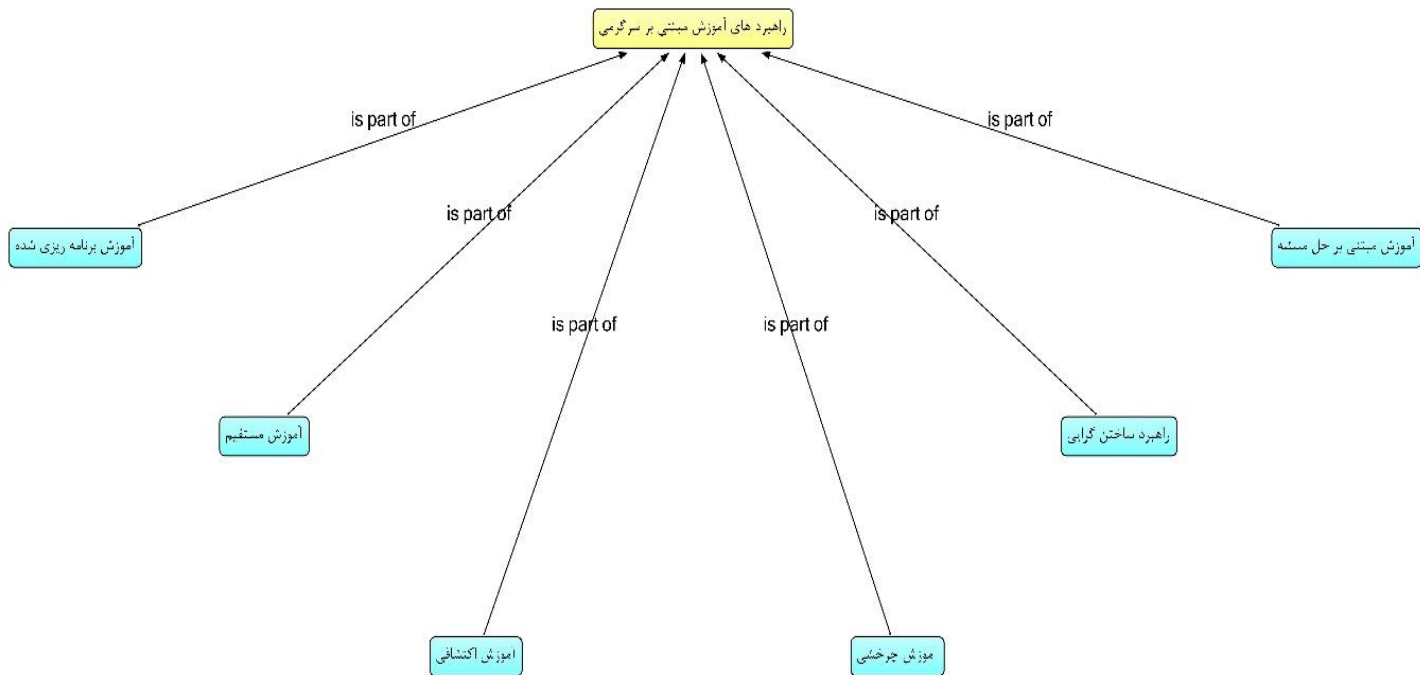 راهبرد های آموزش مبتنی بر سرگرمی
is part of
is part of
is part of
is part of
is part of
is part of
آموزش برنامه ریزی شده
آموزش مبتنی بر حل مسئه
آموزش مستقیم
راهبرد ساختن گرایی
آموزش اکتشافی
موزش چرخشی